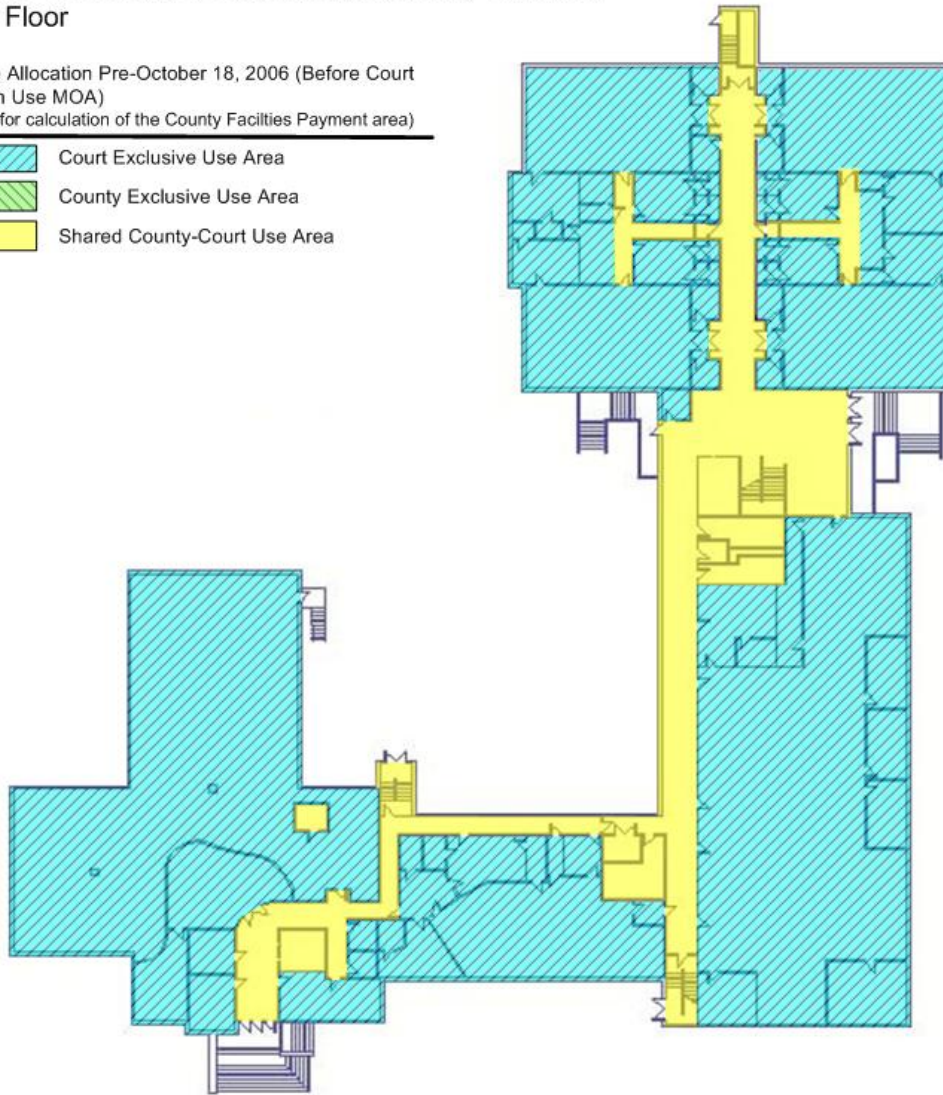 Floor
Allocation Pre-October 18, 2006 (Before Court
Use MOA)
for calculation of the County Facilties Payment area)
Court Exclusive Use Area
County Exclusive Use Area
Shared County-Court Use Area